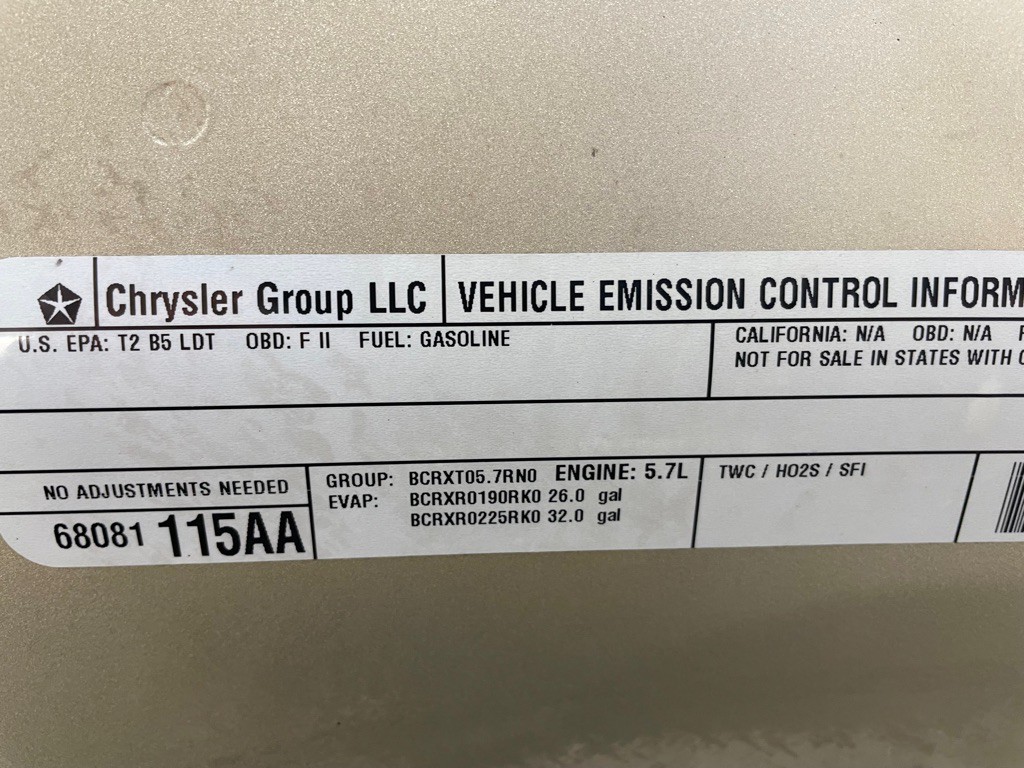 Chrysler Group LLC VEHICLE EMISSION CONTROL INFORM
U.S. EPA: T2 B5 LDT OBD: F II FUEL: GASOLINE
CALIFORNIA: N/A OBD: N/A
NOT FOR SALE IN STATES WITH
NO ADJUSTMENTS NEEDED
68081 115AA
GROUP: BCRXT05.7RN0 ENGINE: 5.7L
EVAP: BCRXR0190RK0 26.0 gal
BCRXR0225RK0 32.0 gal
TWC / HO2S / SFI